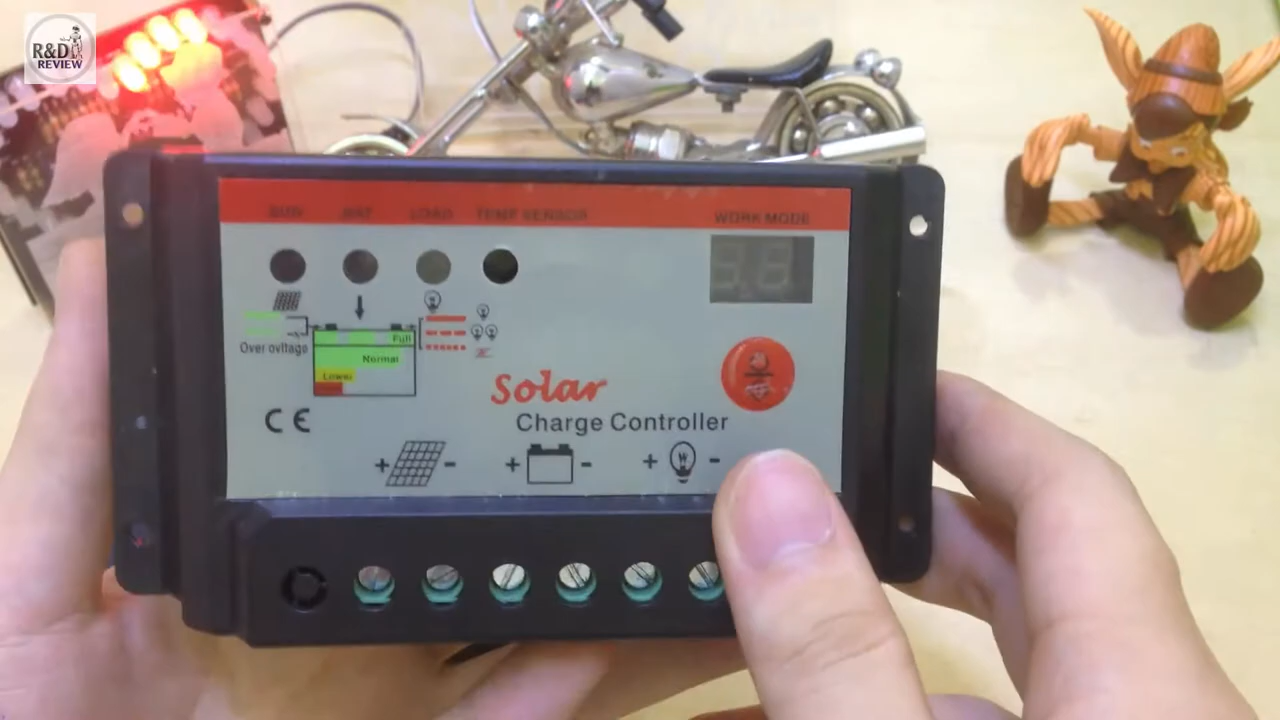 R&D
REVIEW
SUN BAT LOAD TEMP SENSOR WORK MODE
Full
Over ovltage
Normal
Lower
Solar
CE
Charge Controller
+ - + - + W -